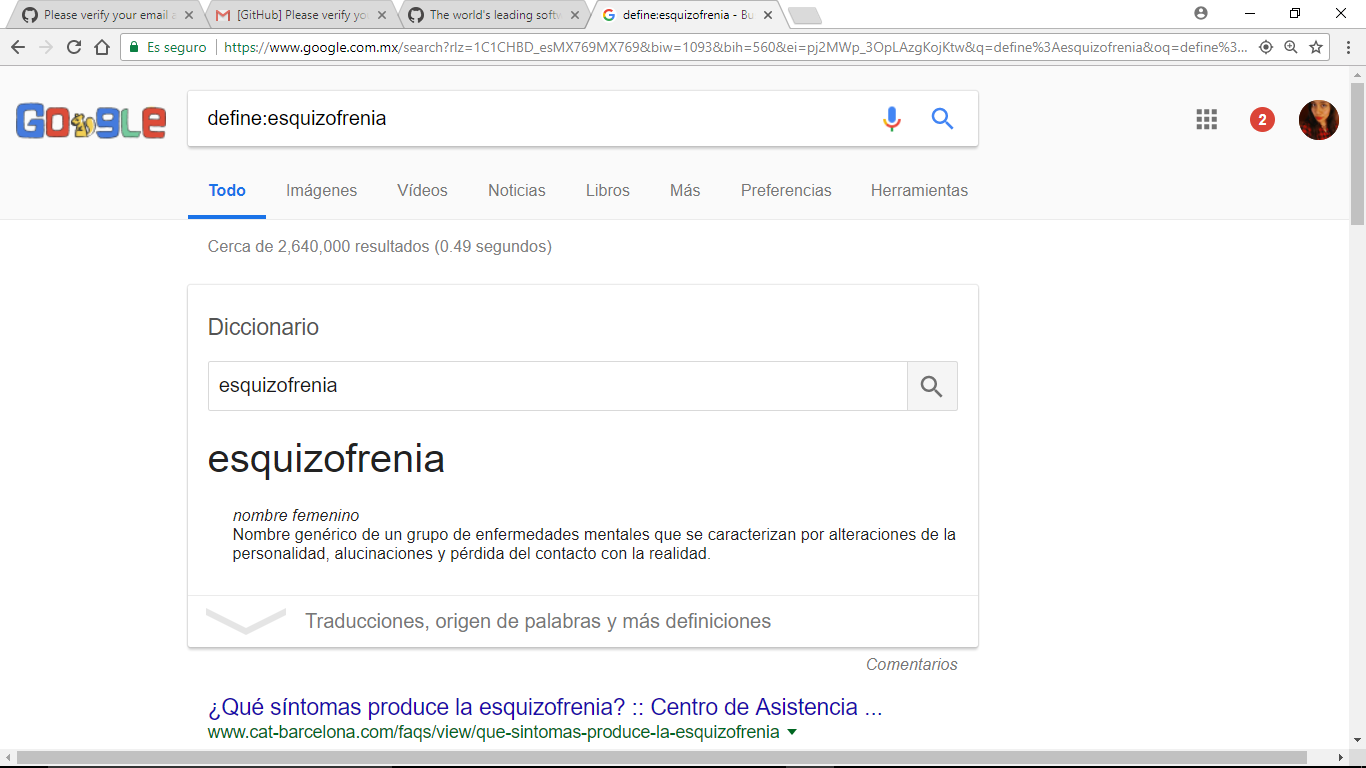 Please verify your email a
[GitHub] Please verify yo
The world's leading softw
define:esquizofrenia - Bu
Es seguro
https://www.google.com.mx/search?rlz=1C1CHBD_esMX769MX769&biw=1093&bih=560&ei=pj2MWp_3OpLAzgKojKtw&q=define%3Aesquizofrenia&oq=define%3...
Google
define:esquizofrenia
2
Todo Imágenes Vídeos Noticias Libros Más Preferencias Herramientas
Cerca de 2,640,000 resultados (0.49 segundos)
Diccionario
esquizofrenia
esquizofrenia
nombre femenino
Nombre genérico de un grupo de enfermedades mentales que se caracterizan por alteraciones de la
personalidad, alucinaciones y pérdida del contacto con la realidad.
Traducciones, origen de palabras y más definiciones
Comentarios
¿Qué síntomas produce la esquizofrenia? :: Centro de Asistencia ...
www.cat-barcelona.com/faqs/view/que-sintomas-produce-la-esquizofrenia